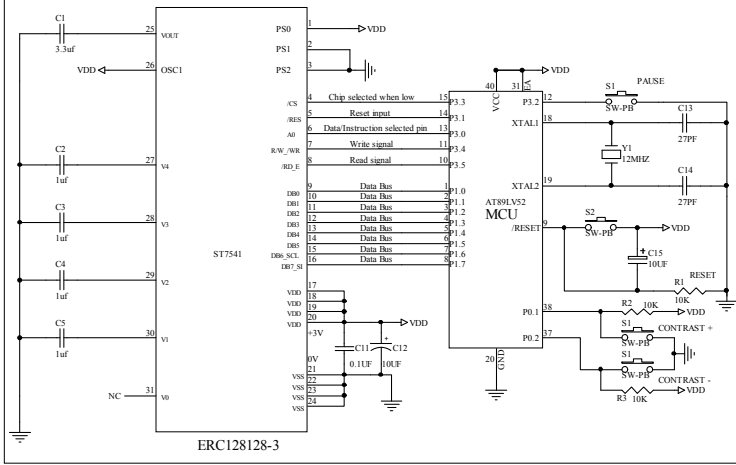 C1
3.3uf
25
VOUT
VDD
26
OSC1
C2
1uf
27
V4
C3
1uf
28
V3
C4
1uf
29
V2
C5
1uf
30
V1
NC
31
V0
ST7541
ERC128128-3
PS0
1
VDD
PS1
2
PS2
3
/CS
4
Chip selected when low
15
P3.3
/RES
5
Reset input
14
P3.1
A0
6
Data/Instruction selected pin
13
P3.0
R/W_/WR
7
Write signal
11
P3.4
/RD_E
8
Read signal
10
P3.5
DB0
9
Data Bus
1
P1.0
DB1
10
Data Bus
2
P1.1
DB2
11
Data Bus
3
P1.2
DB3
12
Data Bus
4
P1.3
DB4
13
Data Bus
5
P1.4
DB5
14
Data Bus
6
P1.5
DB6_SCL
15
Data Bus
7
P1.6
DB7_SI
16
Data Bus
8
P1.7
17
VDD
18
VDD
19
VDD
20
VDD
VDD
+3V
C11
0.1UF
C12
+
10UF
0V
21
VSS
22
VSS
23
VSS
24
VSS
40
VCC
31
EA
VDD
AT89LV52
MCU
20
GND
P3.2
12
S1
PAUSE
SW-PB
XTAL1
18
C13
27PF
Y1
12MHZ
XTAL2
19
C14
27PF
/RESET
9
S2
SW-PB
VDD
+
C15
10UF
R1
RESET
10K
P0.1
38
R2
10K
VDD
S1
CONTRAST +
SW-PB
P0.2
37
S1
SW-PB
CONTRAST -
R3
10K
VDD